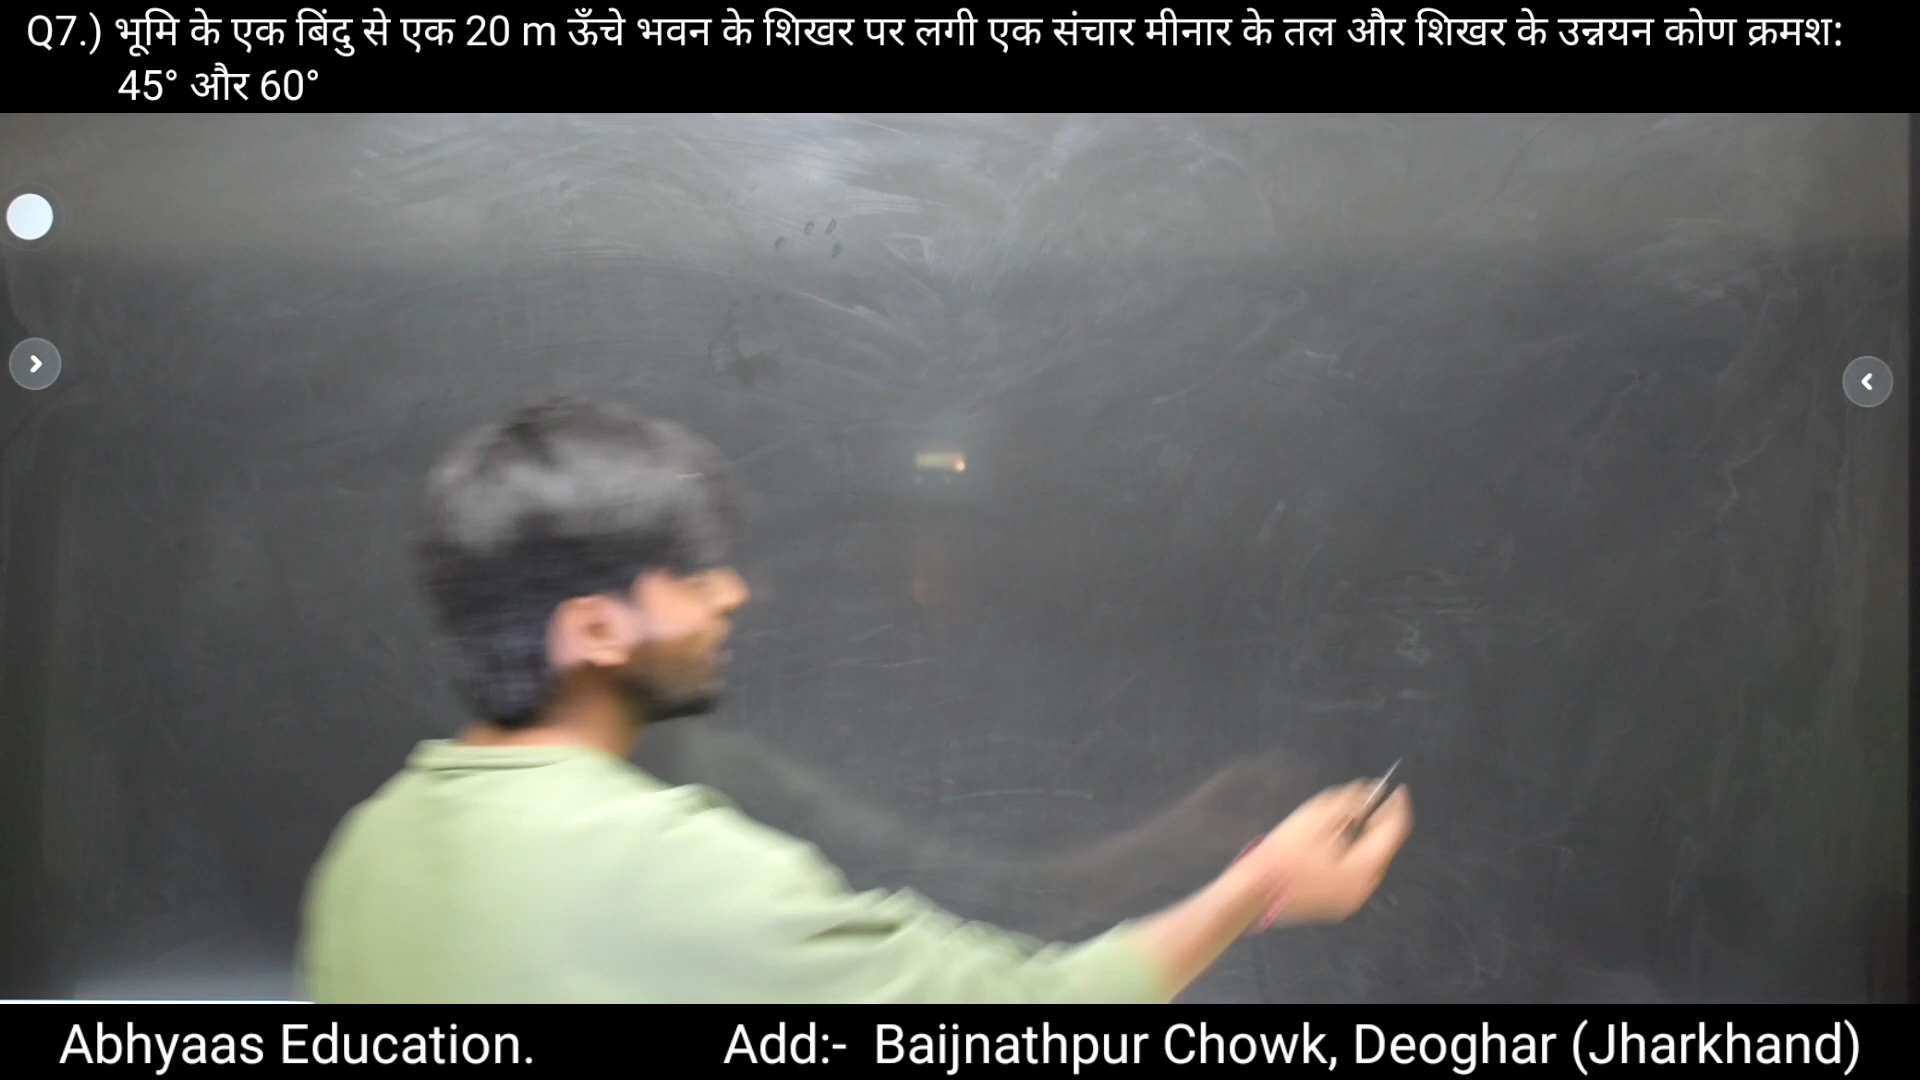 Q7.) भूमि के एक बिंदु से एक 20 m ऊँचे भवन के शिखर पर लगी एक संचार मीनार के तल और शिखर के उन्नयन कोण क्रमश:
45° और 60°
Abhyaas Education. Add:- Baijnathpur Chowk, Deoghar (Jharkhand)